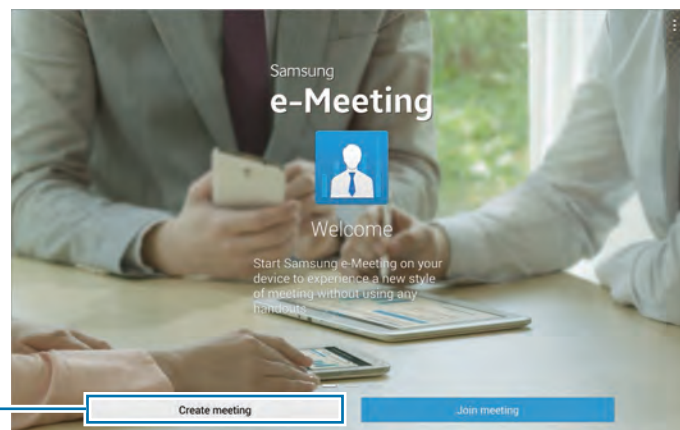 Samsung
e-Meeting
Welcome
Start Samsung e-Meeting on your
device to experience a new style
of meeting without using any
handouts.
Create meeting
Join meeting